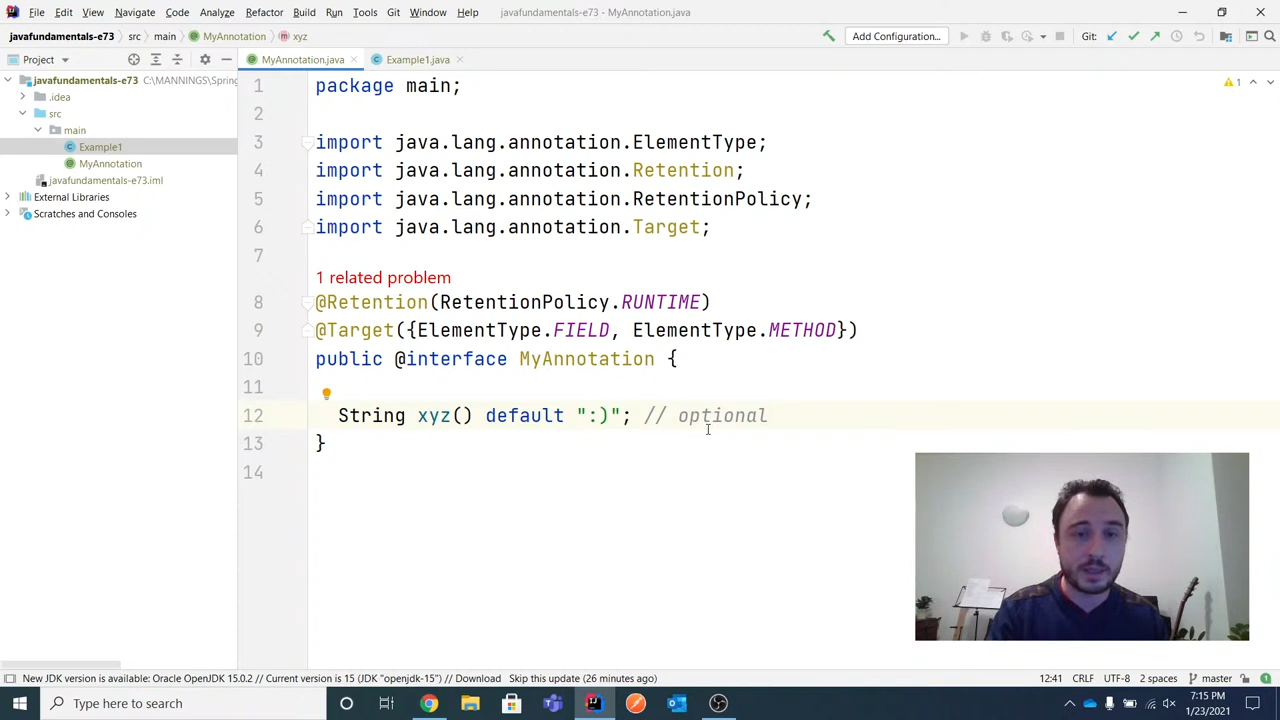 File Edit View Navigate Code Analyze Refactor Build Run Tools Git Window Help javafundamentals-e73 - MyAnnotation.java
javafundamentals-e73 src main MyAnnotation xyz Add Configuration... Git:
Project MyAnnotation.java Example1.java
javafundamentals-e73 C:\MANNINGS\Spring
.idea
src
main
Example1
MyAnnotation
javafundamentals-e73.iml
External Libraries
Scratches and Consoles
1
1 package main;
2
3 import java.lang.annotation.ElementType;
4 import java.lang.annotation.Retention;
5 import java.lang.annotation.RetentionPolicy;
6 import java.lang.annotation.Target;
7
1 related problem
8 @Retention(RetentionPolicy.RUNTIME)
9 @Target({ElementType.FIELD, ElementType.METHOD})
10 public @interface MyAnnotation {
11
12 String xyz() default ":)"; // optional
13 }
14
New JDK version is available: Oracle OpenJDK 15.0.2 // Current version is 15 (JDK "openjdk-15") // Download Skip this update (26 minutes ago) 12:41 CRLF UTF-8 2 spaces master
Type here to search
7:15 PM
1/23/2021